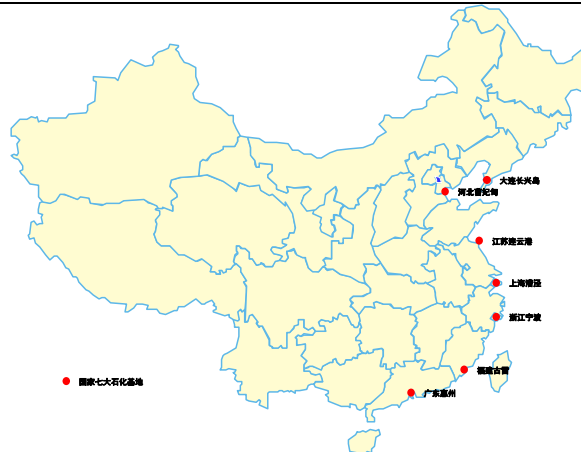 大连长兴岛
河北曹妃甸
江苏连云港
上海漕泾
浙江宁波
福建古雷
广东惠州
国家七大石化基地